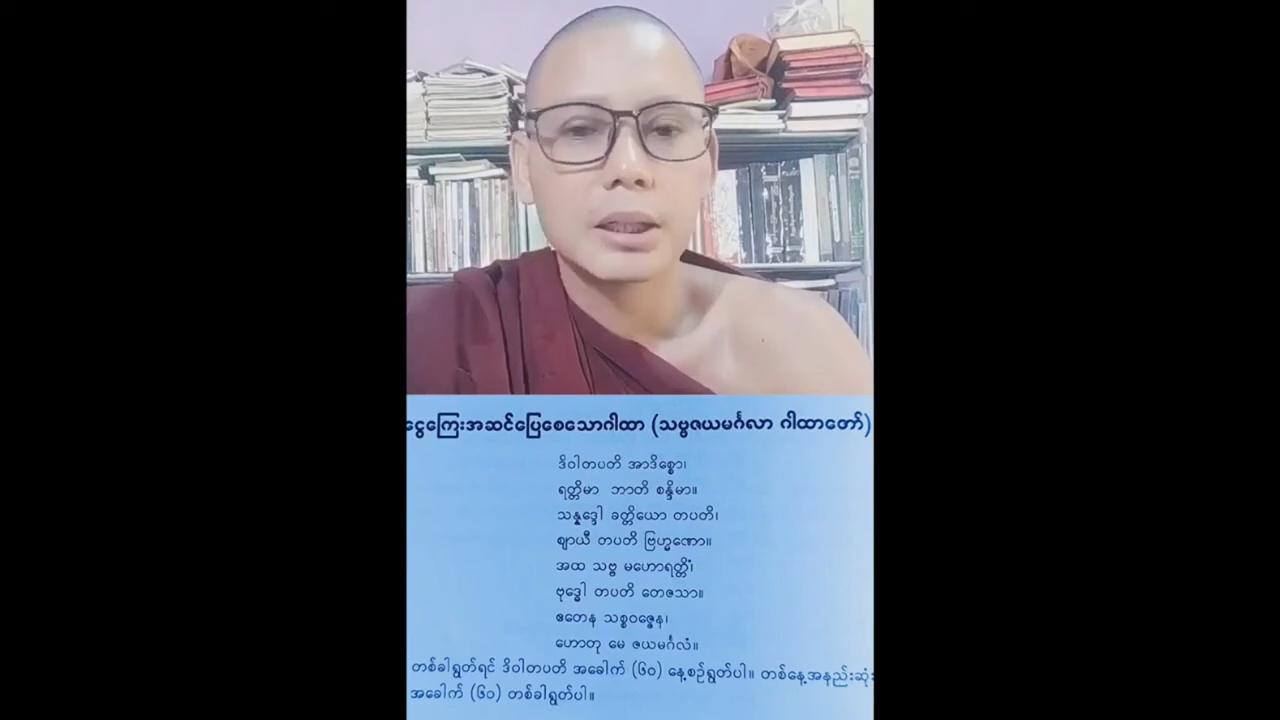 ငွေကြေးအဆင်ပြေစေသောဂါထာ (သဗ္ဗဇယမင်္ဂလာ ဂါထာတော်)
ဒိဝါတပတိ အာဒိစ္စော၊
ရတ္တိမာ ဘာတိ စန္ဒိမာ။
သန္နဒ္ဓေါ ခတ္တိယော တပတိ၊
ဈာယီ တပတိ ဗြဟ္မဏော။
အထ သဗ္ဗ မဟောရတ္တိံ၊
ဗုဒ္ဓေါ တပတိ တေဇသာ။
ဧတေန သစ္စဝဇ္ဇေန၊
ဟောတု မေ ဇယမင်္ဂလံ။
တစ်ခါရွတ်ရင် ဒိဝါတပတိ အခေါက် (၆၀) နေ့စဉ်ရွတ်ပါ။ တစ်နေ့အနည်းဆုံး
အခေါက် (၆၀) တစ်ခါရွတ်ပါ။